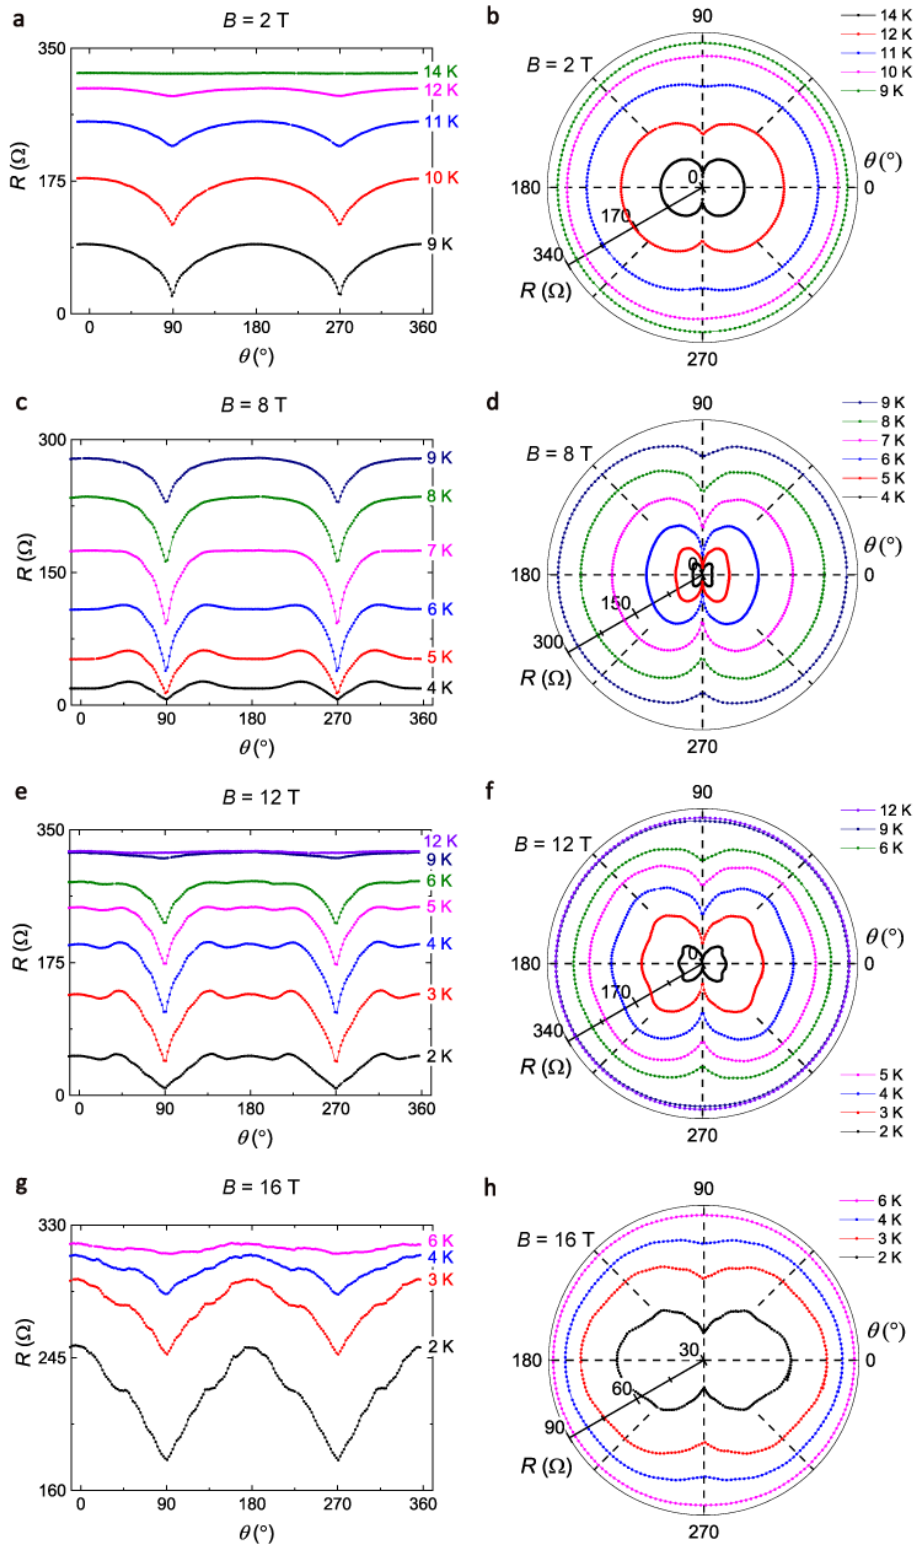 a
B = 2 T
350
175
0
R (Ω)
14 K
12 K
11 K
10 K
9 K
0 90 180 270 360
θ (°)
b
B = 2 T
90
180
270
θ (°)
0
0
170
340
R (Ω)
14 K
12 K
11 K
10 K
9 K
c
B = 8 T
300
150
0
R (Ω)
9 K
8 K
7 K
6 K
5 K
4 K
0 90 180 270 360
θ (°)
d
B = 8 T
90
180
270
θ (°)
0
0
150
300
R (Ω)
9 K
8 K
7 K
6 K
5 K
4 K
e
B = 12 T
350
175
0
R (Ω)
12 K
9 K
6 K
5 K
4 K
3 K
2 K
0 90 180 270 360
θ (°)
f
B = 12 T
90
180
270
θ (°)
0
0
170
340
R (Ω)
12 K
9 K
6 K
5 K
4 K
3 K
2 K
g
B = 16 T
330
245
160
R (Ω)
6 K
4 K
3 K
2 K
0 90 180 270 360
θ (°)
h
B = 16 T
90
180
270
θ (°)
0
30
60
90
R (Ω)
6 K
4 K
3 K
2 K